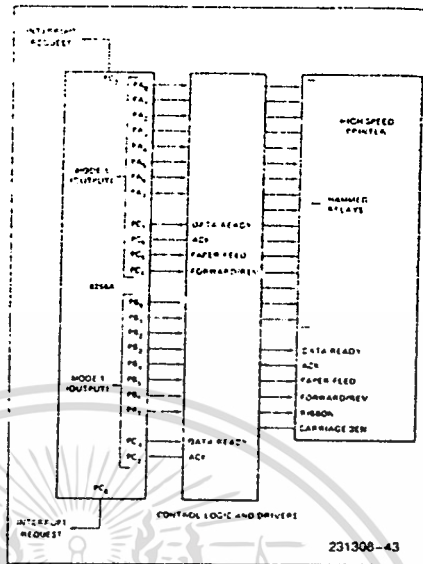 INTERRUPT
REQUEST
PC3
PA0
PA1
PA2
PA3
PA4
PA5
PA6
PA7
MODE 1
(OUTPUT)
PC7
PC6
PC5
PC4
DATA READY
ACK
PAPER FEED
FORWARD/REV
HIGH SPEED
PRINTER
HAMMER
RELAYS
PB0
PB1
PB2
PB3
PB4
PB5
PB6
PB7
MODE 1
(OUTPUT)
PC1
PC2
DATA READY
ACK
DATA READY
ACK
PAPER FEED
FORWARD/REV
RIBBON
CARRIAGE SEN
PC0
INTERRUPT
REQUEST
CONTROL LOGIC AND DRIVERS
231308-43